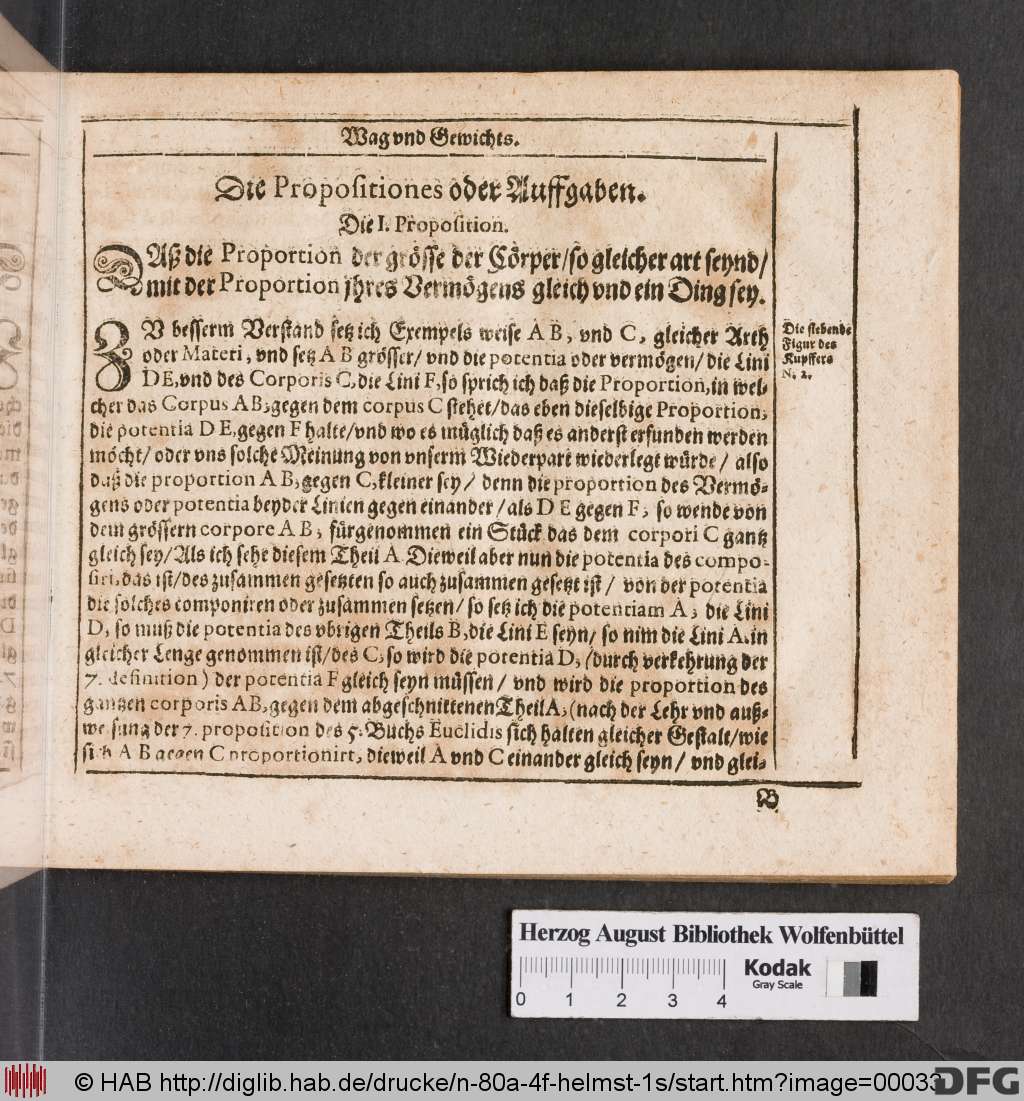 Wag vnd Gewichts.
Die Propositiones oder Auffgaben.
Die I. Proposition.
DAß die Proportion der grösse der Cörper/so gleicher art seynd/
mit der Proportion jhres Vermögens gleich vnd ein Ding sey.
ZV besserm Verstand setz ich Exempels weise A B, vnd C, gleicher Arth
oder Materi, vnd setz A B grösser/ vnd die potentia oder vermögen/ die Lini
D E, vnd des Corporis C, die Lini F, so sprich ich daß die Proportion, in wel-
cher das Corpus A B, gegen dem corpus C stehet/das eben dieselbige Proportion,
die potentia D E, gegen F halte/vnd wo es müglich daß es anderst erfunden werden
möcht/ oder vns solche Meinung von vnserm Wiederpart wiederlegt würde/ also
daß die proportion A B, gegen C, kleiner sey/ denn die proportion des Vermö-
gens oder potentia beyder Linien gegen einander/als D E gegen F, so wende von
dem grössern corpore A B, fürgenommen ein Stück das dem corpori C gantz
gleich sey/Als ich sehe diesem Theil A. Dieweil aber nun die potentia des compo-
siti, das ist/des zusammen gesetzten so auch zusammen gesetzt ist/ von der potentia
die solches componiren oder zusammen setzen/ so setz ich die potentiam A, die Lini
D, so muß die potentia des vbrigen Theils B, die Lini E seyn/ so nim die Lini A, in
gleicher Lenge genommen ist/des C, so wird die potentia D, (durch verkehrung der
7. definition) der potentia F gleich seyn müssen/ vnd wird die proportion des
gantzen corporis AB, gegen dem abgeschnittenen Theil A, (nach der Lehr vnd auß-
weisung der 7. proposition des 5. Buchs Euclidis sich halten gleicher Gestalt/wie
sich A B gegen C proportionirt, dieweil A vnd C einander gleich seyn/ vnd glei-
B
Die siebende
Figur des
Kupffers
N. 2.
Herzog August Bibliothek Wolfenbüttel
0 1 2 3 4
Kodak
Gray Scale
© HAB http://diglib.hab.de/drucke/n-80a-4f-helmst-1s/start.htm?image=00033
DFG